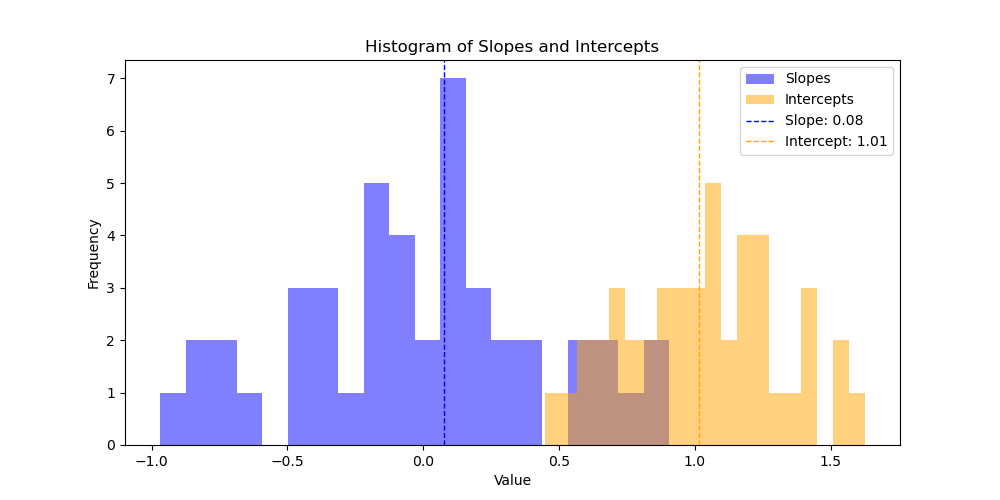 Histogram of Slopes and Intercepts
Slopes
Intercepts
Slope: 0.08
Intercept: 1.01
Frequency
7
6
5
4
3
2
1
0
−1.0 −0.5 0.0 0.5 1.0 1.5
Value